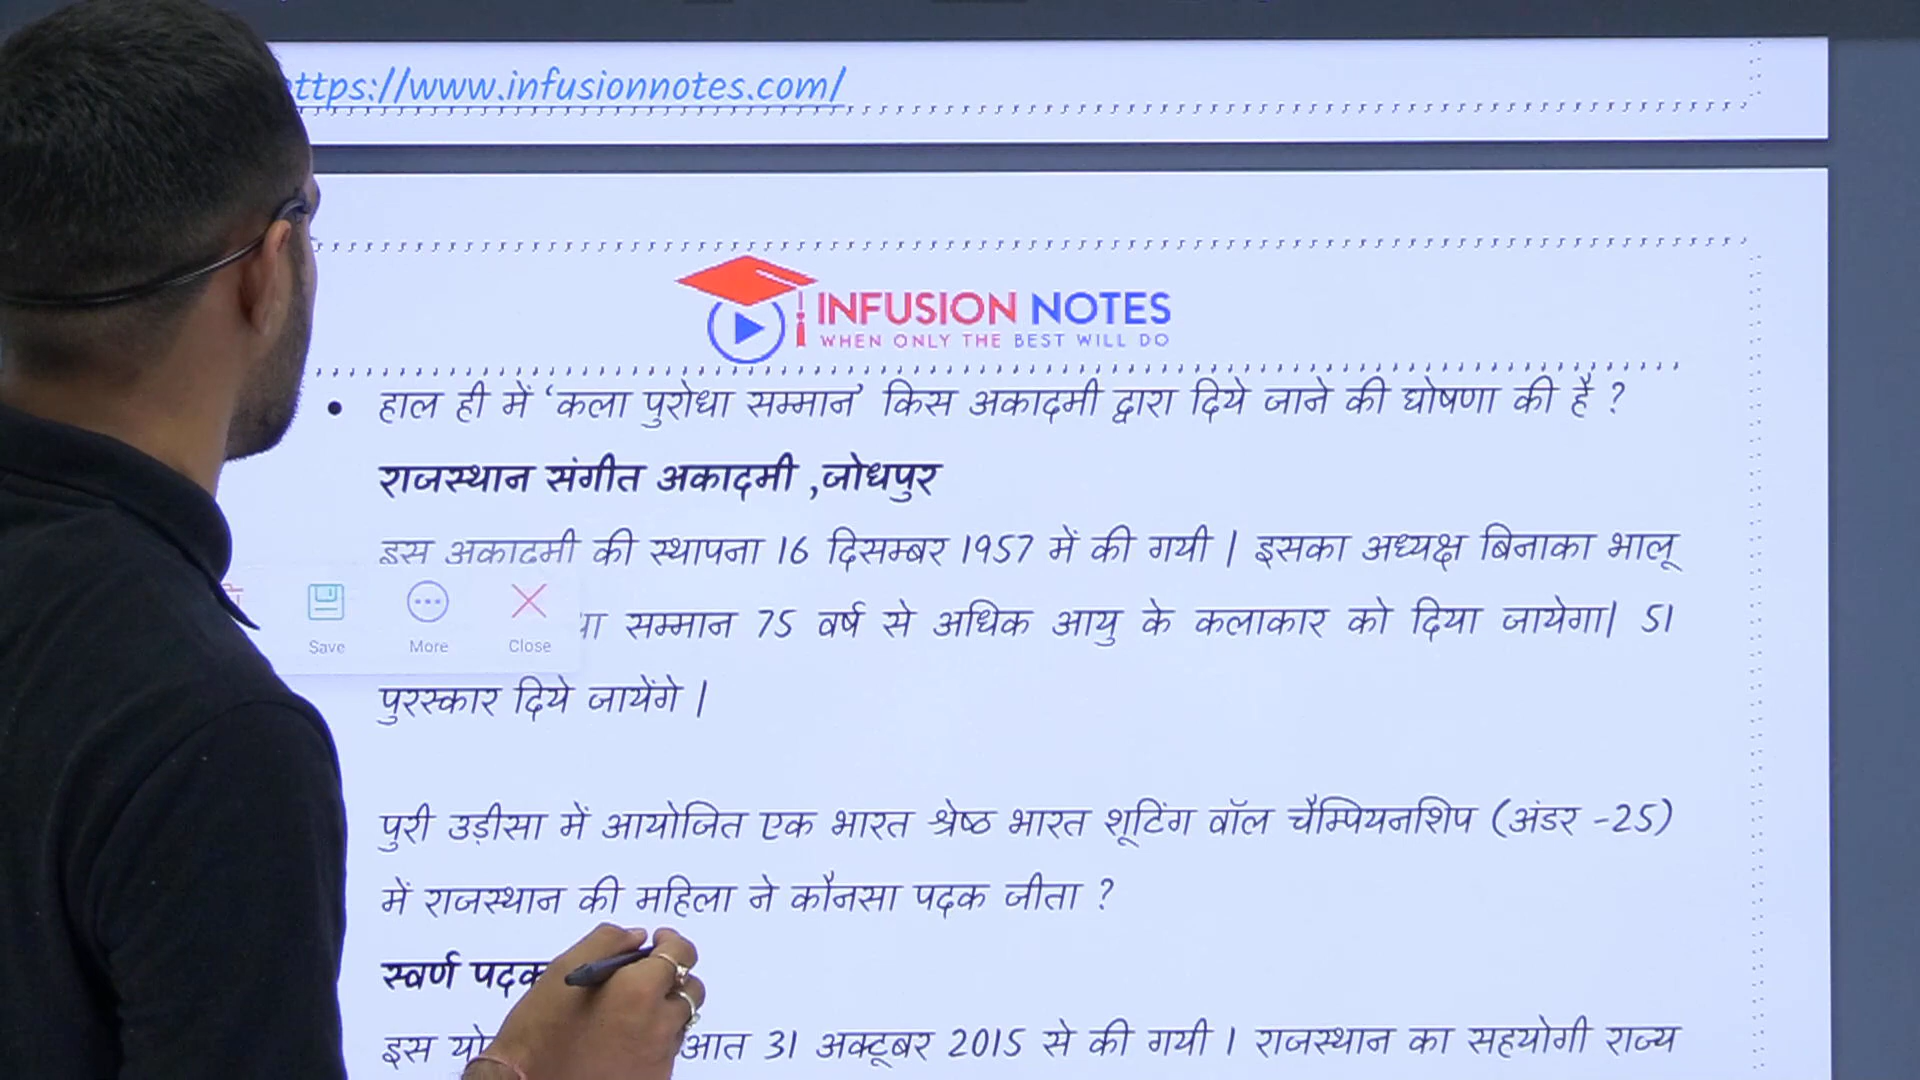 ttps://www.infusionnotes.com/
INFUSION NOTES
WHEN ONLY THE BEST WILL DO
• हाल ही में ‘कला पुरोधा सम्मान’ किस अकादमी द्वारा दिये जाने की घोषणा की है ?
राजस्थान संगीत अकादमी ,जोधपुर
इस अकादमी की स्थापना 16 दिसम्बर 1957 में की गयी | इसका अध्यक्ष बिनाका भालू
सम्मान 75 वर्ष से अधिक आयु के कलाकार को दिया जायेगा| 51
Save More Close
पुरस्कार दिये जायेंगे |
पुरी उड़ीसा में आयोजित एक भारत श्रेष्ठ भारत शूटिंग वॉल चैम्पियनशिप (अंडर -25)
में राजस्थान की महिला ने कौनसा पदक जीता ?
स्वर्ण पदक
इस 31 अक्टूबर 2015 से की गयी | राजस्थान का सहयोगी राज्य